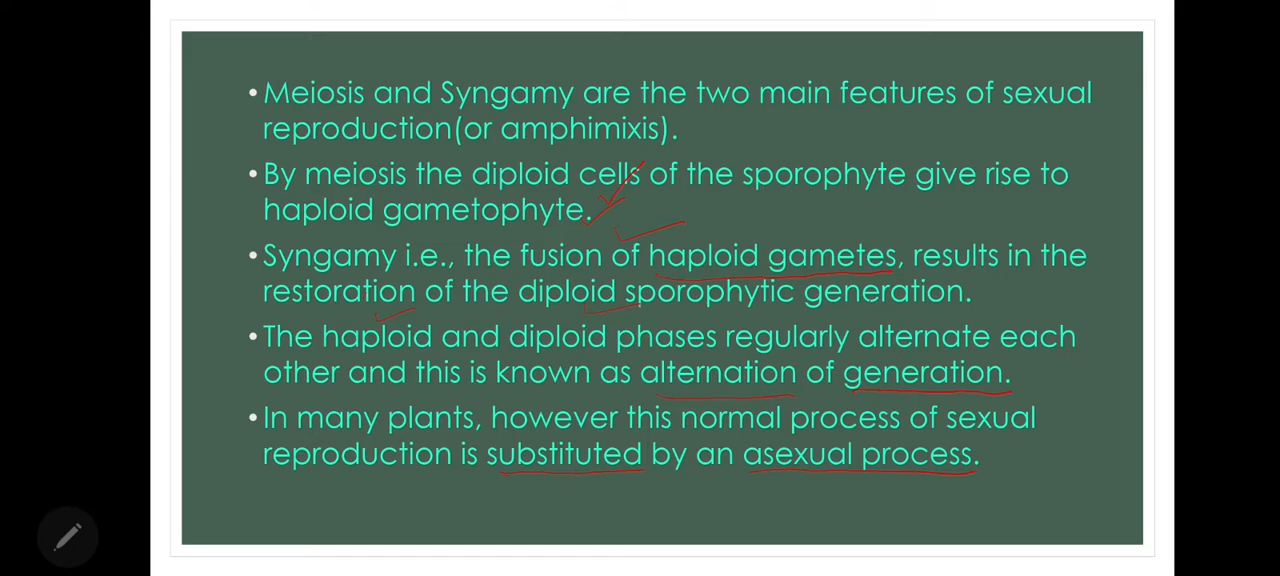 • Meiosis and Syngamy are the two main features of sexual
reproduction(or amphimixis).
• By meiosis the diploid cells of the sporophyte give rise to
haploid gametophyte.
• Syngamy i.e., the fusion of haploid gametes, results in the
restoration of the diploid sporophytic generation.
• The haploid and diploid phases regularly alternate each
other and this is known as alternation of generation.
• In many plants, however this normal process of sexual
reproduction is substituted by an asexual process.